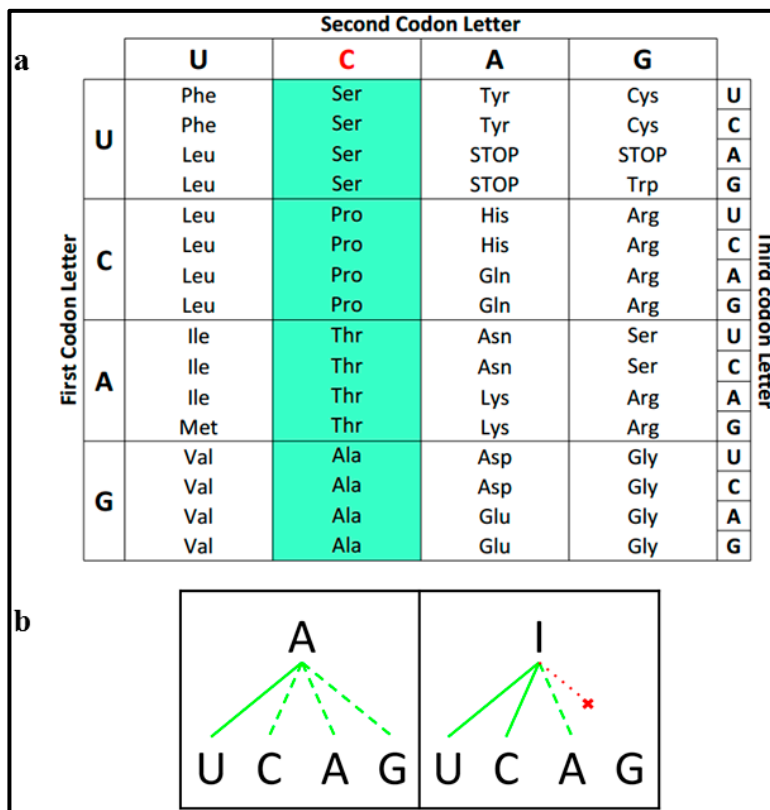 Second Codon Letter
a
U C A G
First Codon Letter
Third Codon Letter
U
Phe Ser Tyr Cys U
Phe Ser Tyr Cys C
Leu Ser STOP STOP A
Leu Ser STOP Trp G
C
Leu Pro His Arg U
Leu Pro His Arg C
Leu Pro Gln Arg A
Leu Pro Gln Arg G
A
Ile Thr Asn Ser U
Ile Thr Asn Ser C
Ile Thr Lys Arg A
Met Thr Lys Arg G
G
Val Ala Asp Gly U
Val Ala Asp Gly C
Val Ala Glu Gly A
Val Ala Glu Gly G
b
A I
U C A G U C A G